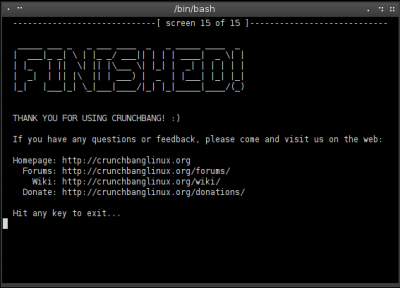 /bin/bash
----------------------------[ screen 15 of 15 ]---------------------------
FINISHED!
THANK YOU FOR USING CRUNCHBANG! :)
If you have any questions or feedback, please come and visit us on the web:
Homepage: http://crunchbanglinux.org
Forums: http://crunchbanglinux.org/forums/
Wiki: http://crunchbanglinux.org/wiki/
Donate: http://crunchbanglinux.org/donations/
Hit any key to exit...